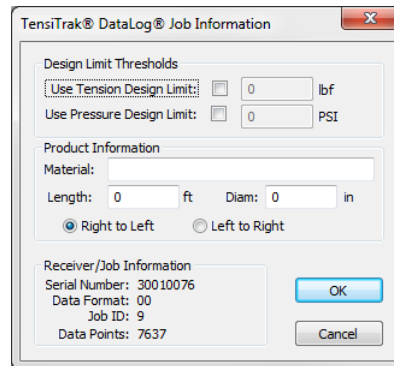 TensiTrak® DataLog® Job Information
Design Limit Thresholds
Use Tension Design Limit: 0 lbf
Use Pressure Design Limit: 0 PSI
Product Information
Material:
Length: 0 ft Diam: 0 in
Right to Left Left to Right
Receiver/Job Information
Serial Number: 30010076
Data Format: 00
Job ID: 9
Data Points: 7637
OK
Cancel